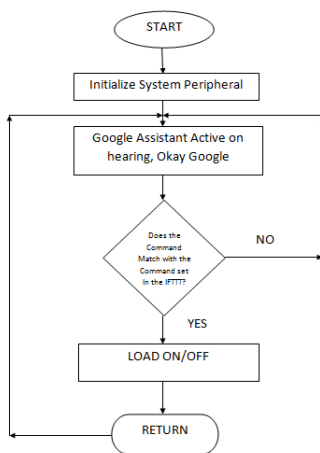 START
Initialize System Peripheral
Google Assistant Active on
hearing, Okay Google
Does the
Command
Match with the
Command set
In the IFTTT?
NO
YES
LOAD ON/OFF
RETURN